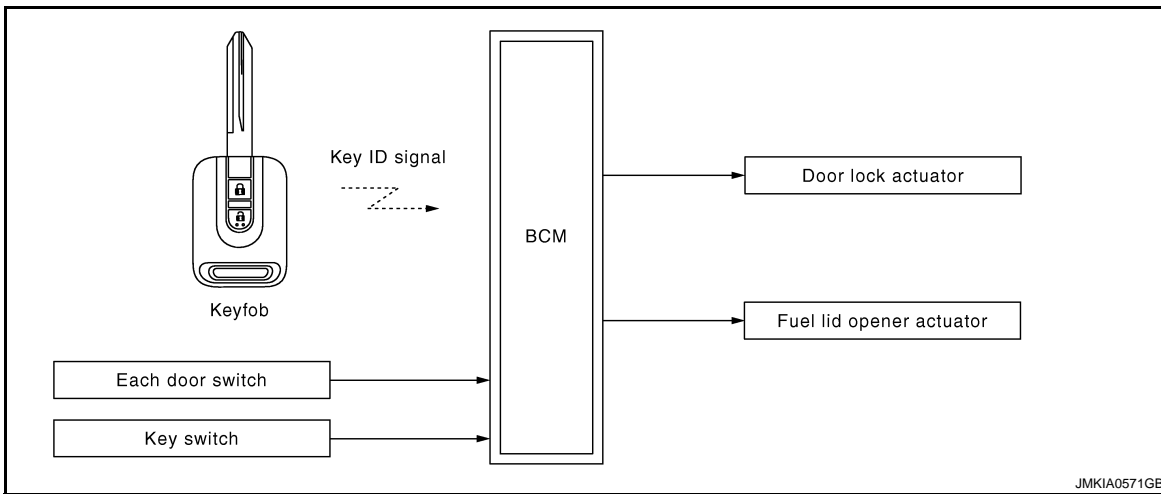 Key ID signal
Keyfob
Each door switch
Key switch
BCM
Door lock actuator
Fuel lid opener actuator
JMKIA0571GB